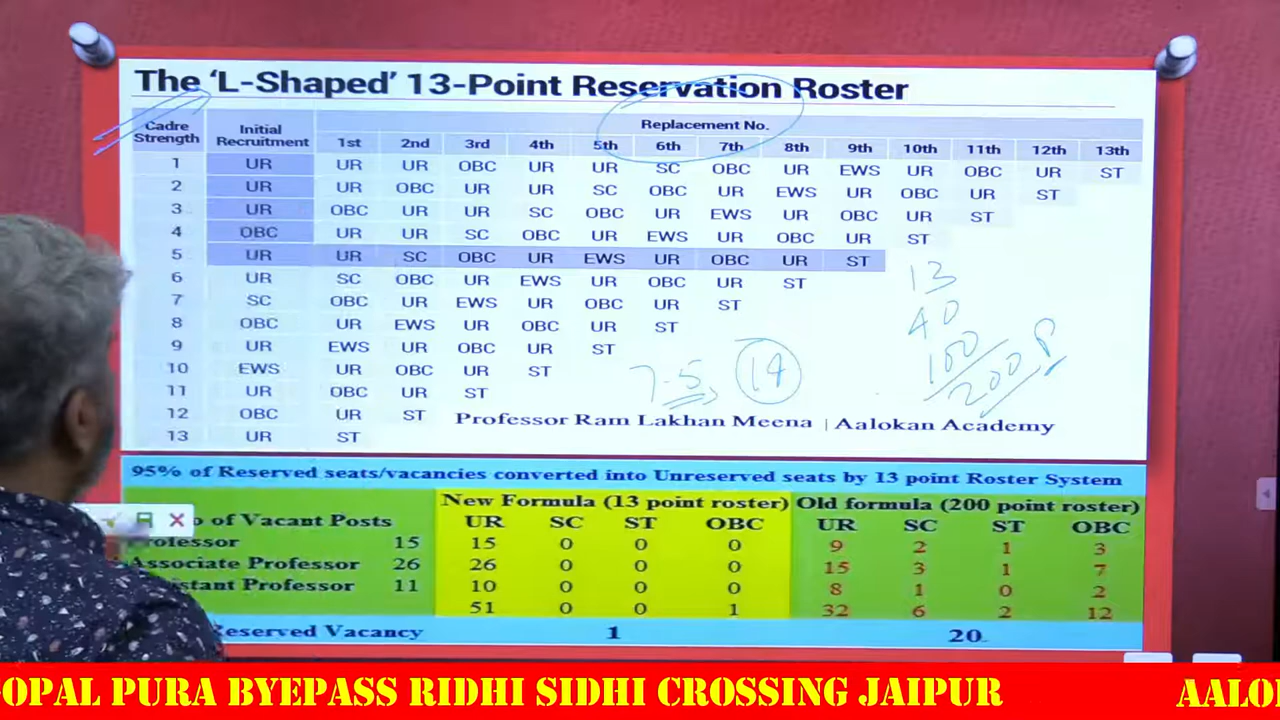 The 'L-Shaped' 13-Point Reservation Roster
Cadre Strength Initial Recruitment Replacement No.
1st 2nd 3rd 4th 5th 6th 7th 8th 9th 10th 11th 12th 13th
1 UR UR UR OBC UR UR SC OBC UR EWS UR OBC UR ST
2 UR UR OBC UR UR SC OBC UR EWS UR OBC UR ST
3 UR OBC UR UR SC OBC UR EWS UR OBC UR ST
4 OBC UR UR SC OBC UR EWS UR OBC UR ST
5 UR UR SC OBC UR EWS UR OBC UR ST
6 UR SC OBC UR EWS UR OBC UR ST
7 SC OBC UR EWS UR OBC UR ST
8 OBC UR EWS UR OBC UR ST
9 UR EWS UR OBC UR ST
10 EWS UR OBC UR ST
11 UR OBC UR ST
12 OBC UR ST
13 UR ST
13
40
100
200
7.5, 14
Professor Ram Lakhan Meena | Aalokan Academy
95% of Reserved seats/vacancies converted into Unreserved seats by 13 point Roster System
New Formula (13 point roster) Old formula (200 point roster)
of Vacant Posts UR SC ST OBC UR SC ST OBC
Professor 15 15 0 0 0 9 2 1 3
Associate Professor 26 26 0 0 0 15 3 1 7
Professor 11 10 0 0 0 8 1 0 2
51 0 0 1 32 6 2 12
Reserved Vacancy 1 20
OPAL PURA BYEPASS RIDHI SIDHI CROSSING JAIPUR AALO